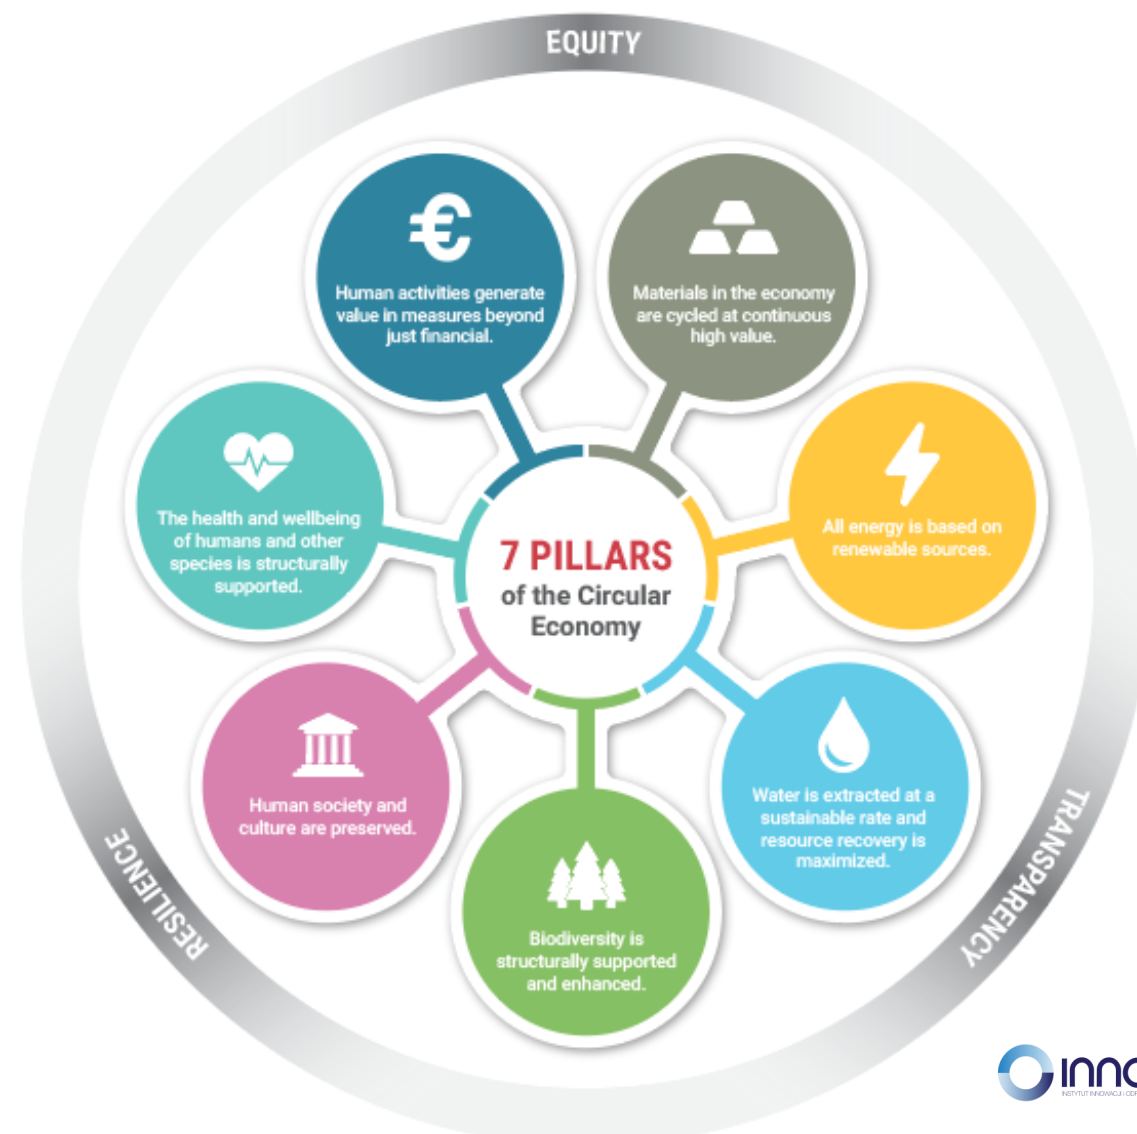 EQUITY
€
Human activities generate
value in measures beyond
just financial.
Materials in the economy
are cycled at continuous
high value.
The health and wellbeing
of humans and other
species is structurally
supported.
All energy is based on
renewable sources.
7 PILLARS
of the Circular
Economy
Human society and
culture are preserved.
Water is extracted at a
sustainable rate and
resource recovery is
maximized.
Biodiversity is
structurally supported
and enhanced.
RESILIENCE
TRANSPARENCY
INSTYTUT INNOWACJI I